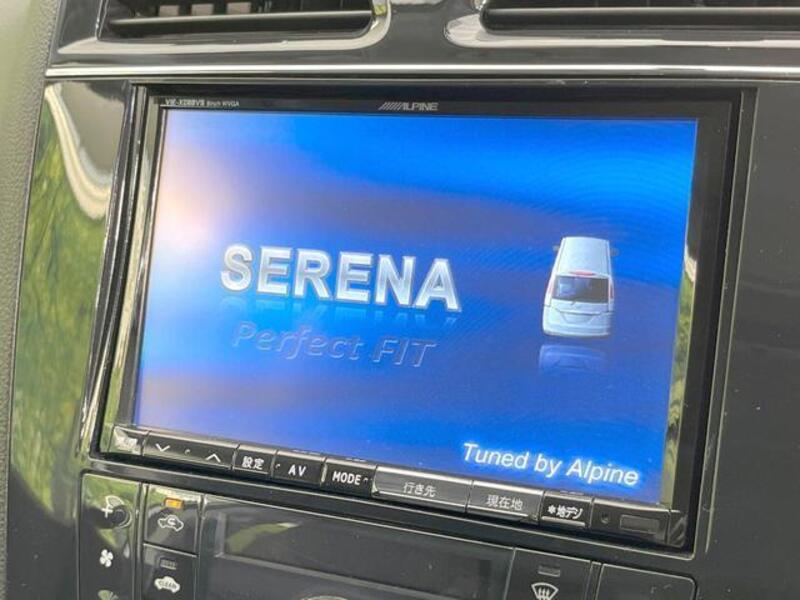 VIE-X088VS 8inch WVGA
ALPINE
SERENA
Perfect FIT
Tuned by Alpine
設定
AV
MODE
行き先
現在地
*地デジ
CLEAN